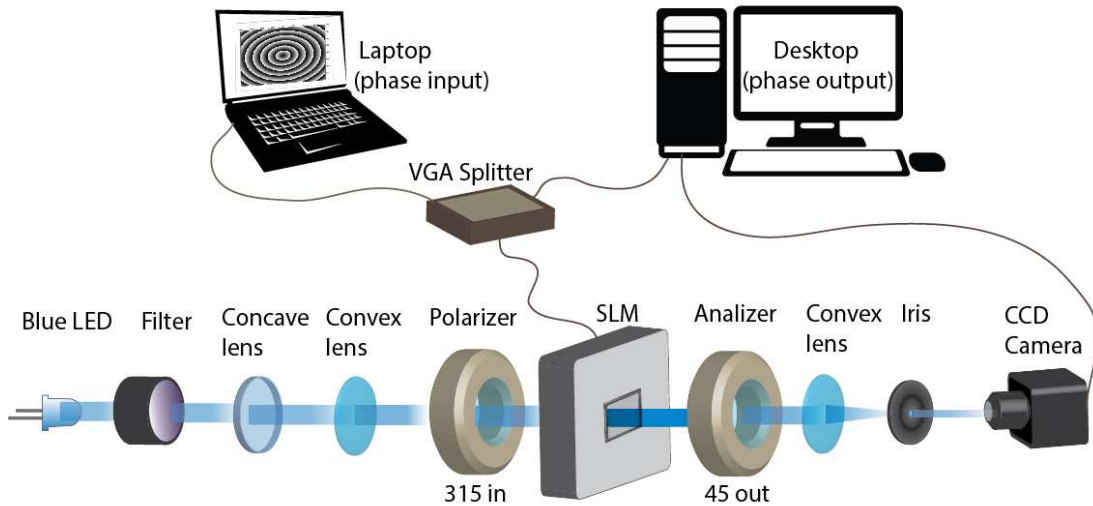 Laptop
(phase input)
Desktop
(phase output)
VGA Splitter
Blue LED
Filter
Concave
lens
Convex
lens
Polarizer
SLM
Analizer
Convex
lens
Iris
CCD
Camera
315 in
45 out